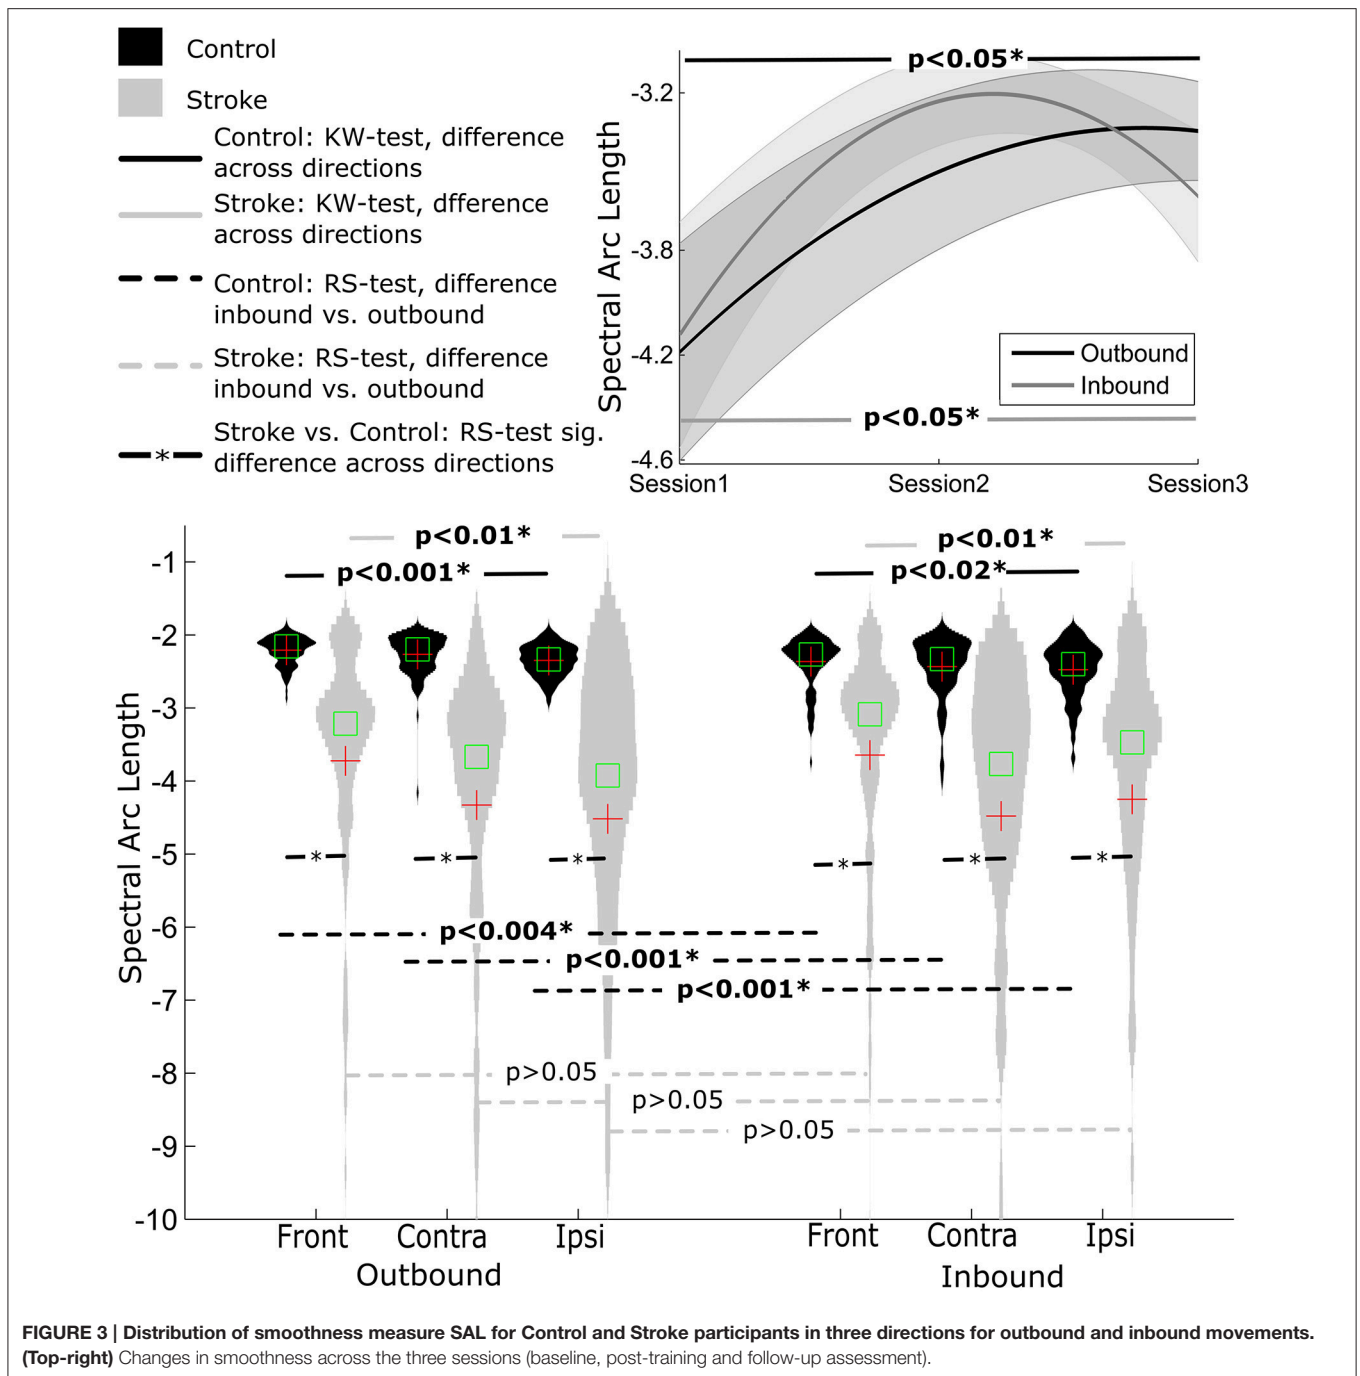 Control
Stroke
Control: KW-test, difference
across directions
Stroke: KW-test, dfference
across directions
Control: RS-test, difference
inbound vs. outbound
Stroke: RS-test, difference
inbound vs. outbound
Stroke vs. Control: RS-test sig.
* difference across directions
Spectral Arc Length
p<0.05*
-3.2
-3.8
-4.2
-4.6
Outbound
Inbound
p<0.05*
Session1 Session2 Session3
Spectral Arc Length
p<0.01* p<0.01*
p<0.001* p<0.02*
-1
-2
-3
-4
-5
-6
-7
-8
-9
-10
* * * * * *
p<0.004*
p<0.001*
p<0.001*
p>0.05
p>0.05
p>0.05
Front Contra Ipsi Front Contra Ipsi
Outbound Inbound
FIGURE 3 | Distribution of smoothness measure SAL for Control and Stroke participants in three directions for outbound and inbound movements.
(Top-right) Changes in smoothness across the three sessions (baseline, post-training and follow-up assessment).